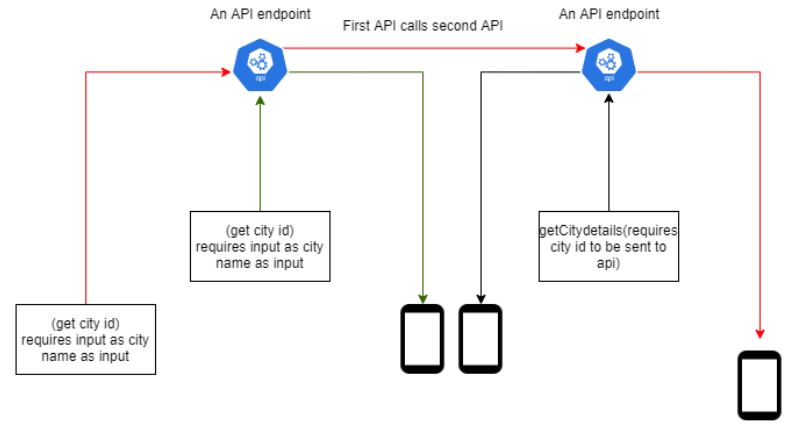 An API endpoint
An API endpoint
First API calls second API
api
api
(get city id)
requires input as city
name as input
getCitydetails(requires
city id to be sent to
api)
(get city id)
requires input as city
name as input